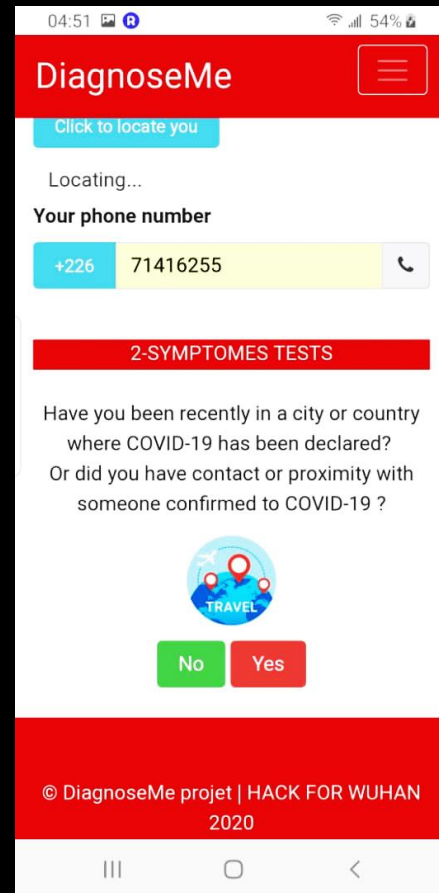 04:51 R 54%
DiagnoseMe
Click to locate you
Locating...
Your phone number
+226 71416255
2-SYMPTOMES TESTS
Have you been recently in a city or country
where COVID-19 has been declared?
Or did you have contact or proximity with
someone confirmed to COVID-19 ?
TRAVEL
No Yes
© DiagnoseMe projet | HACK FOR WUHAN
2020